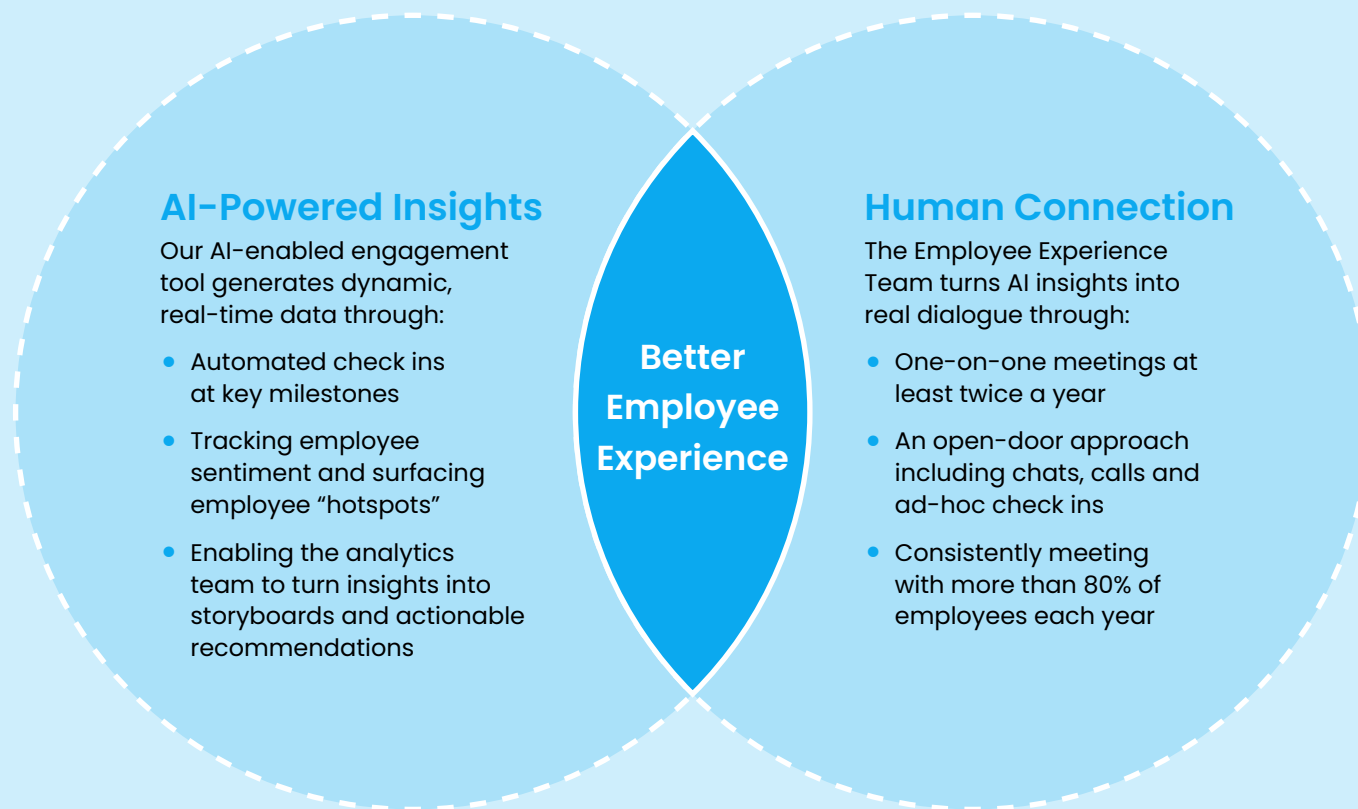 AI-Powered Insights
Our AI-enabled engagement
tool generates dynamic,
real-time data through:
Automated check ins
at key milestones
Tracking employee
sentiment and surfacing
employee “hotspots”
Enabling the analytics
team to turn insights into
storyboards and actionable
recommendations
Better
Employee
Experience
Human Connection
The Employee Experience
Team turns AI insights into
real dialogue through:
One-on-one meetings at
least twice a year
An open-door approach
including chats, calls and
ad-hoc check ins
Consistently meeting
with more than 80% of
employees each year